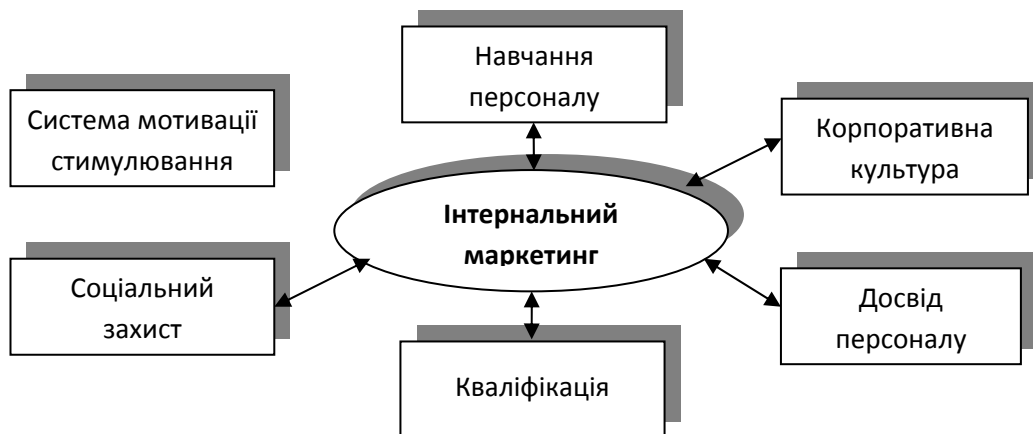 Навчання
персоналу
Система мотивації
стимулювання
Корпоративна
культура
Інтернальний
маркетинг
Соціальний
захист
Досвід
персоналу
Кваліфікація